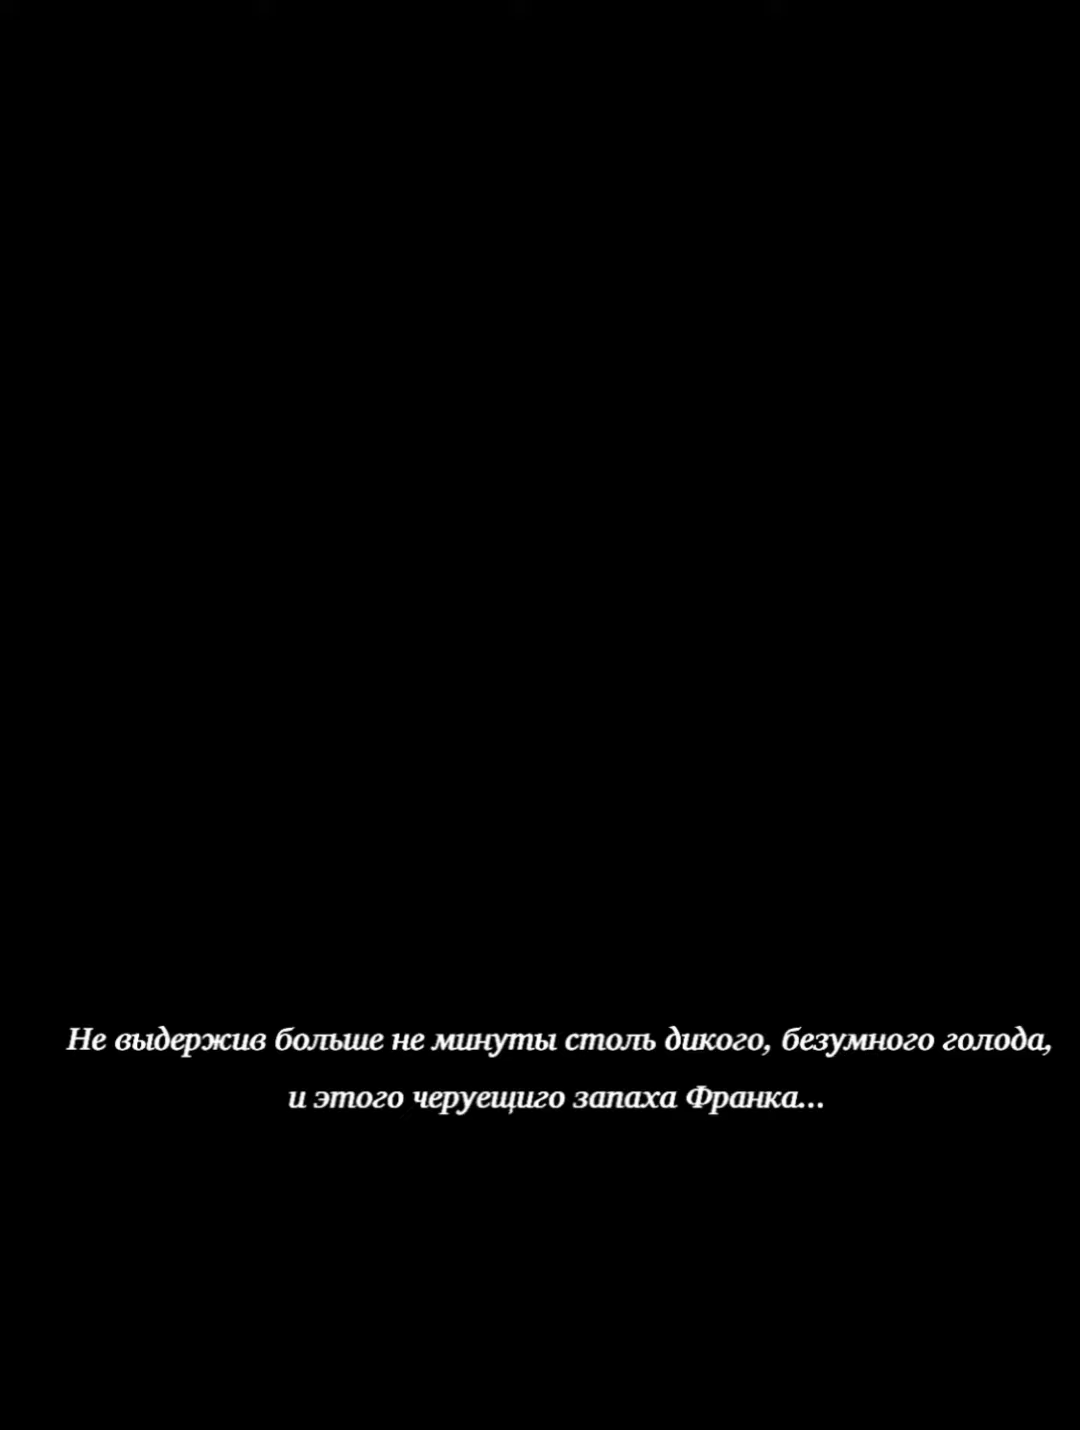 Не выдержив больше не минуты столь дикого, безумного голода,
и этого черуещиго запаха Франка...